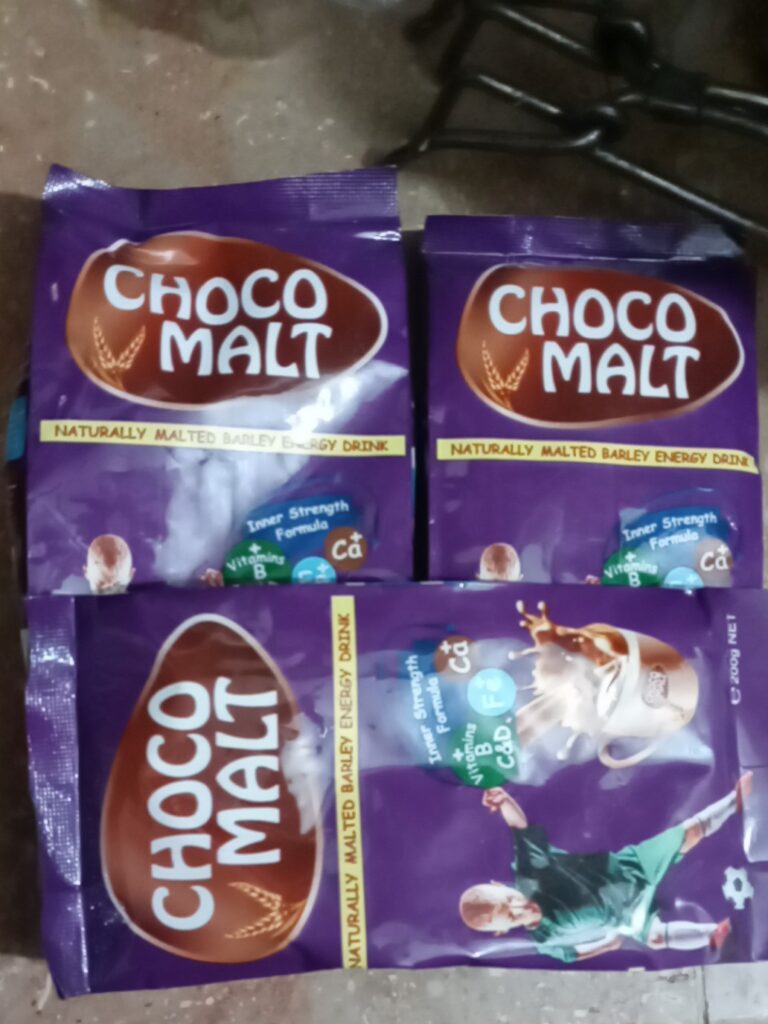 CHOCO
MALT
NATURALLY MALTED BARLEY ENERGY DRINK
Inner Strength
Formula
+
Vitamins
B
Ca+
CHOCO
MALT
NATURALLY MALTED BARLEY ENERGY DRINK
Inner Strength
Formula
+
Vitamins
B
Ca+
CHOCO
MALT
NATURALLY MALTED BARLEY ENERGY DRINK
Inner Strength
Formula
Ca+
Fe+
+
Vitamins
B
C&D.
e 200g NET